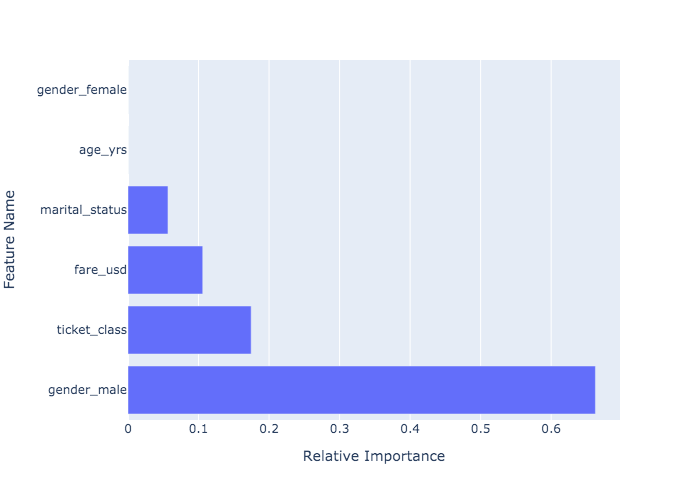 Feature Name
gender_female
age_yrs
marital_status
fare_usd
ticket_class
gender_male
0 0.1 0.2 0.3 0.4 0.5 0.6
Relative Importance